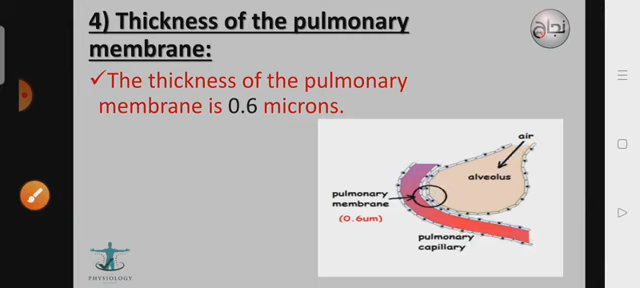 4) Thickness of the pulmonary
membrane:
✓The thickness of the pulmonary
membrane is 0.6 microns.
نجاح
air
alveolus
pulmonary
membrane
(0.6um)
pulmonary
capillary
PHYSIOLOGY